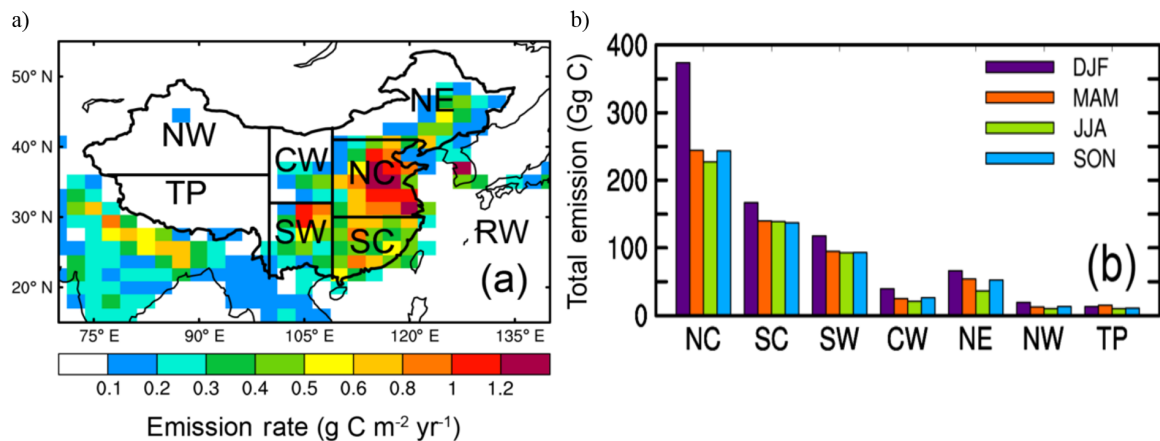 a)
50° N
40° N
30° N
20° N
NW
NE
CW
NC
TP
SW
SC
RW
(a)
75°E 90°E 105°E 120°E 135°E
0.1 0.2 0.3 0.4 0.5 0.6 0.8 1 1.2
Emission rate (g C m⁻² yr⁻¹)
b)
Total emission (Gg C)
400
300
200
100
0
DJF
MAM
JJA
SON
(b)
NC SC SW CW NE NW TP